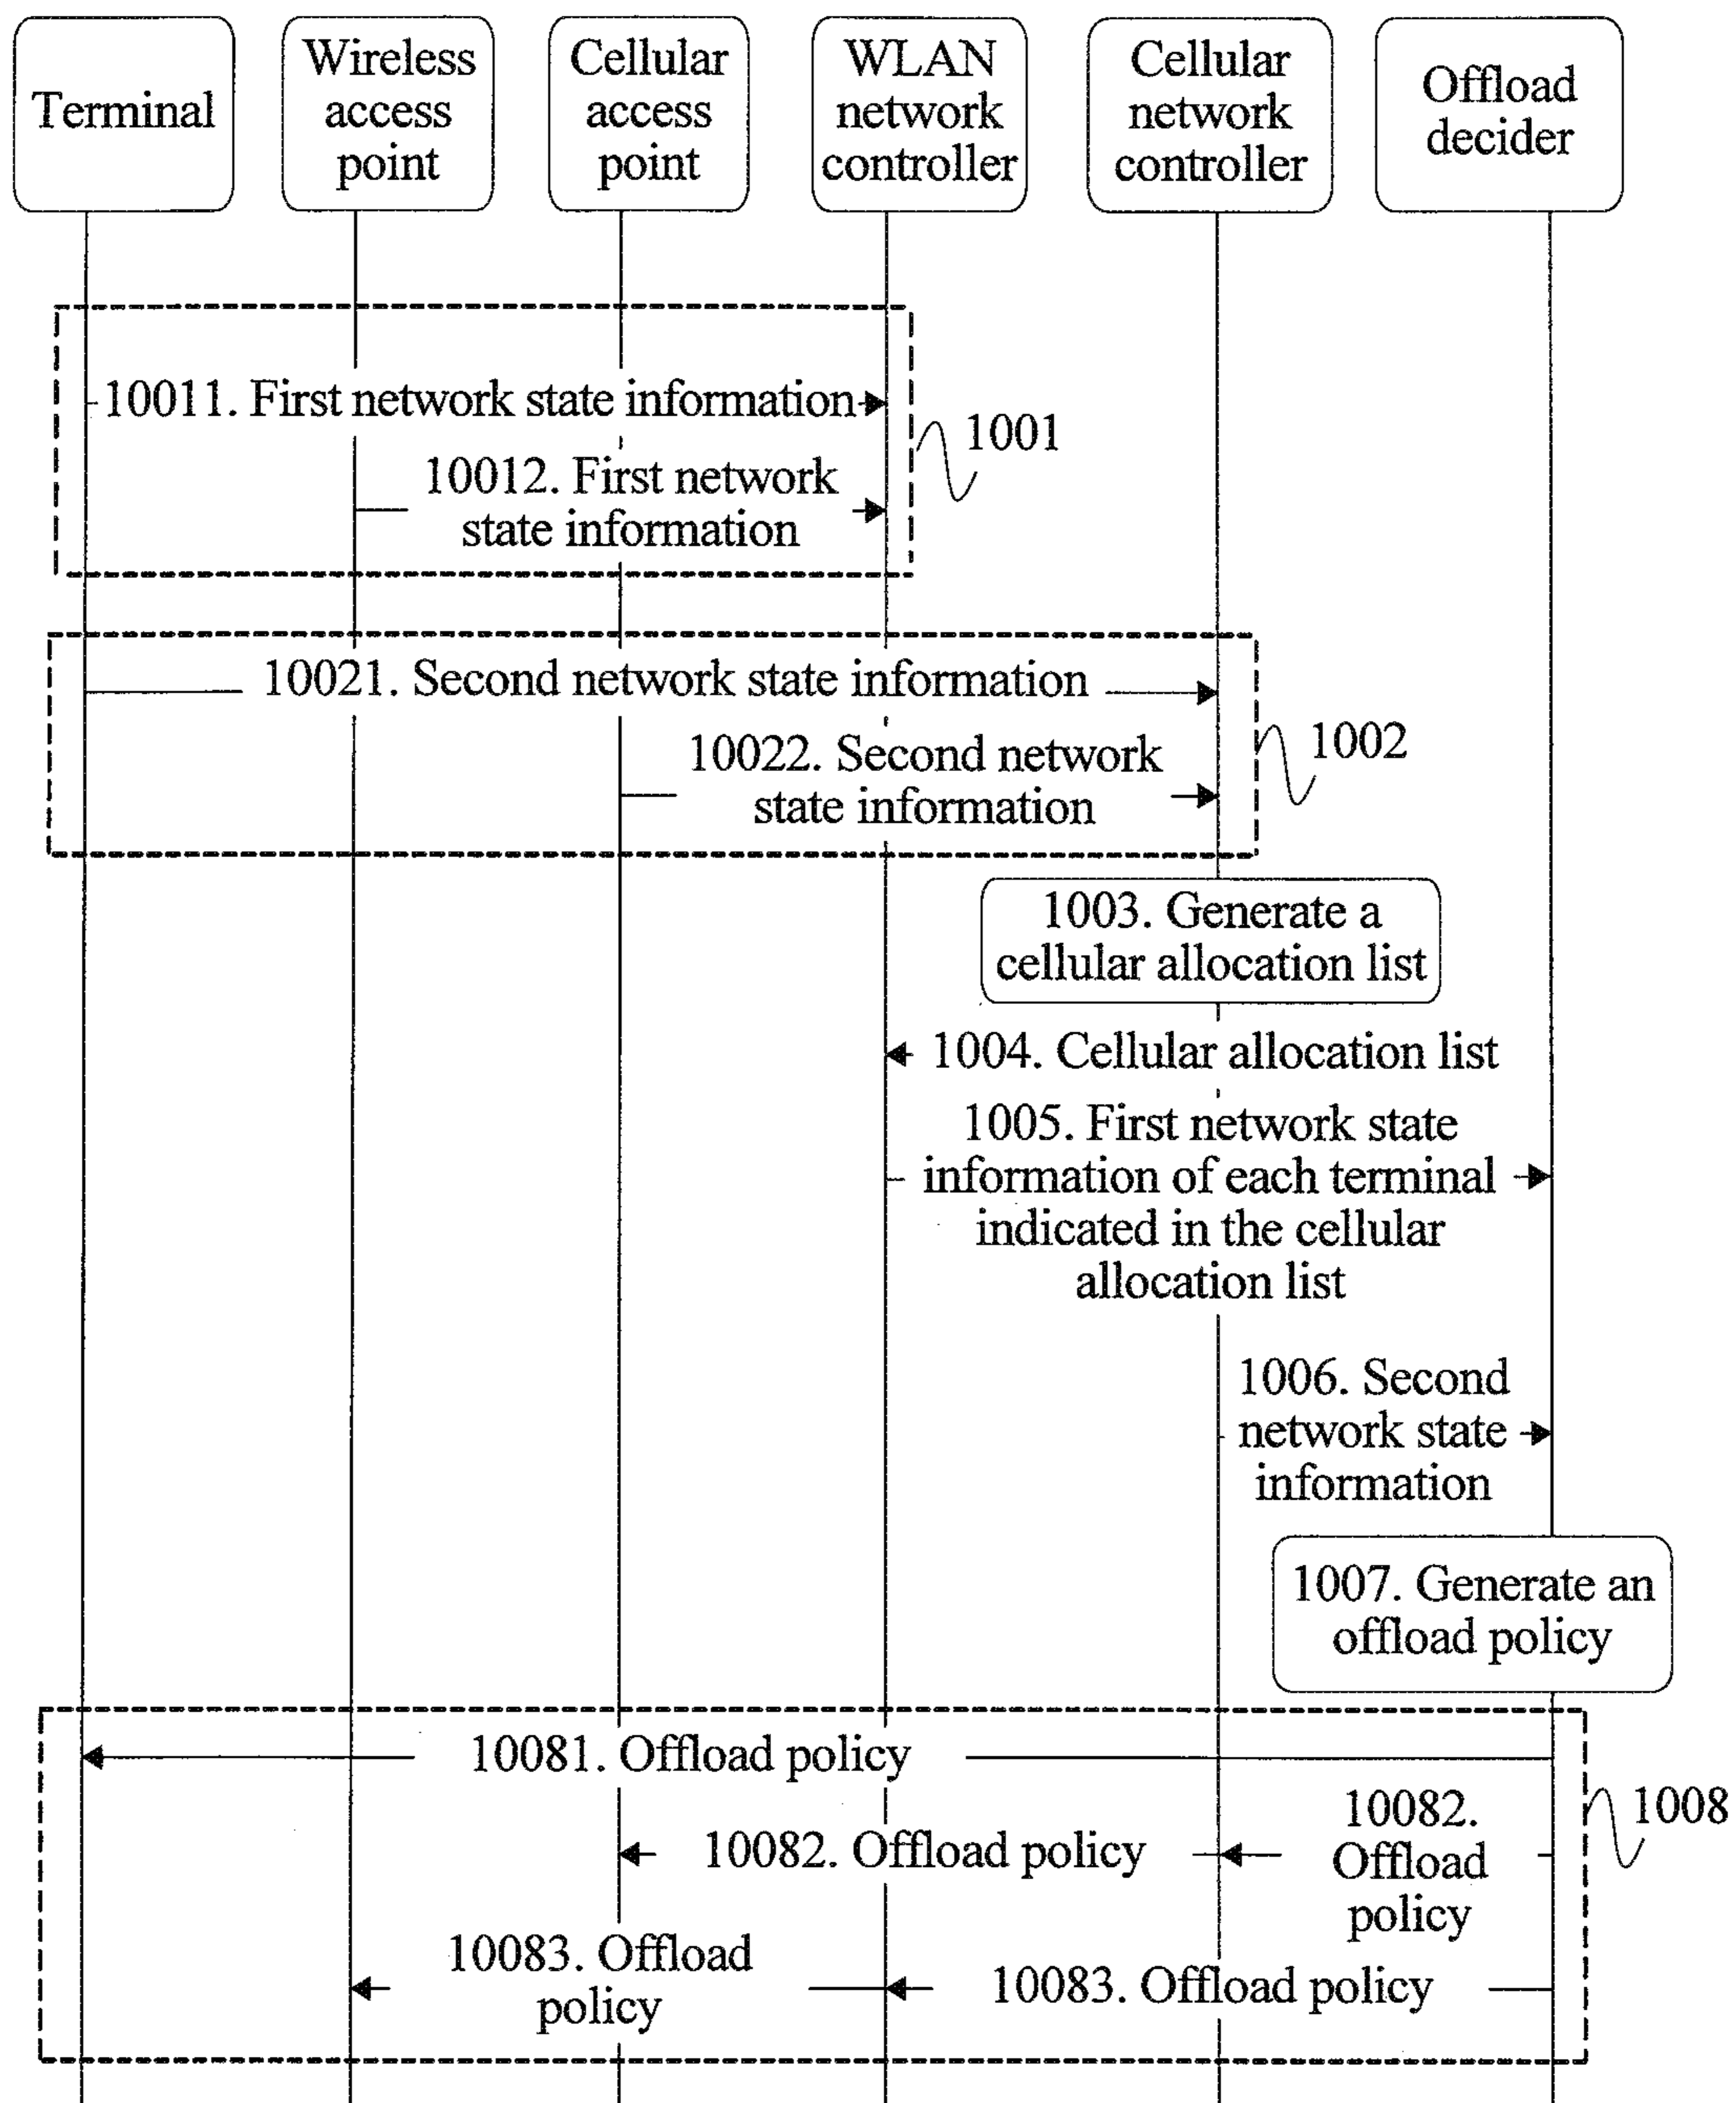 Terminal
Wireless
access
point
Cellular
access
point
WLAN
network
controller
Cellular
network
controller
Offload
decider
10011. First network state information
1001
10012. First network
state information
10021. Second network state information
1002
10022. Second network
state information
1003. Generate a
cellular allocation list
1004. Cellular allocation list
1005. First network state
information of each terminal
indicated in the cellular
allocation list
1006. Second
network state
information
1007. Generate an
offload policy
10081. Offload policy
1008
10082. Offload policy
10082.
Offload
policy
10083. Offload
policy
10083. Offload policy